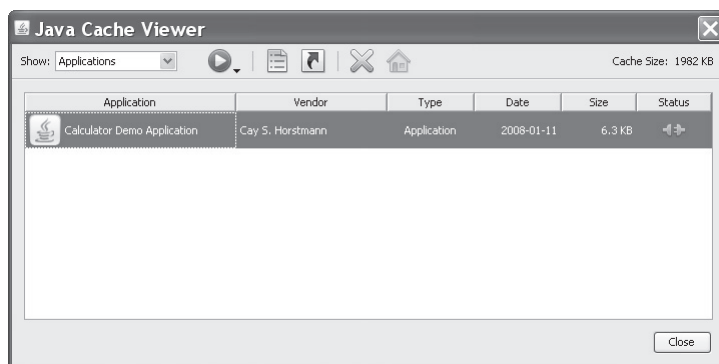 Java Cache Viewer
Show: Applications
Cache Size: 1982 KB
Application Vendor Type Date Size Status
Calculator Demo Application Cay S. Horstmann Application 2008-01-11 6.3 KB
Close